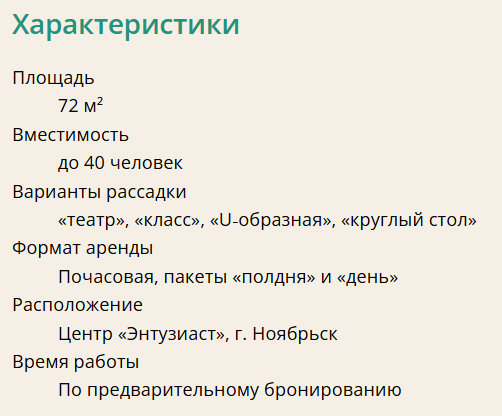 Характеристики
Площадь
72 м²
Вместимость
до 40 человек
Варианты рассадки
«театр», «класс», «U-образная», «круглый стол»
Формат аренды
Почасовая, пакеты «полдня» и «день»
Расположение
Центр «Энтузиаст», г. Ноябрьск
Время работы
По предварительному бронированию